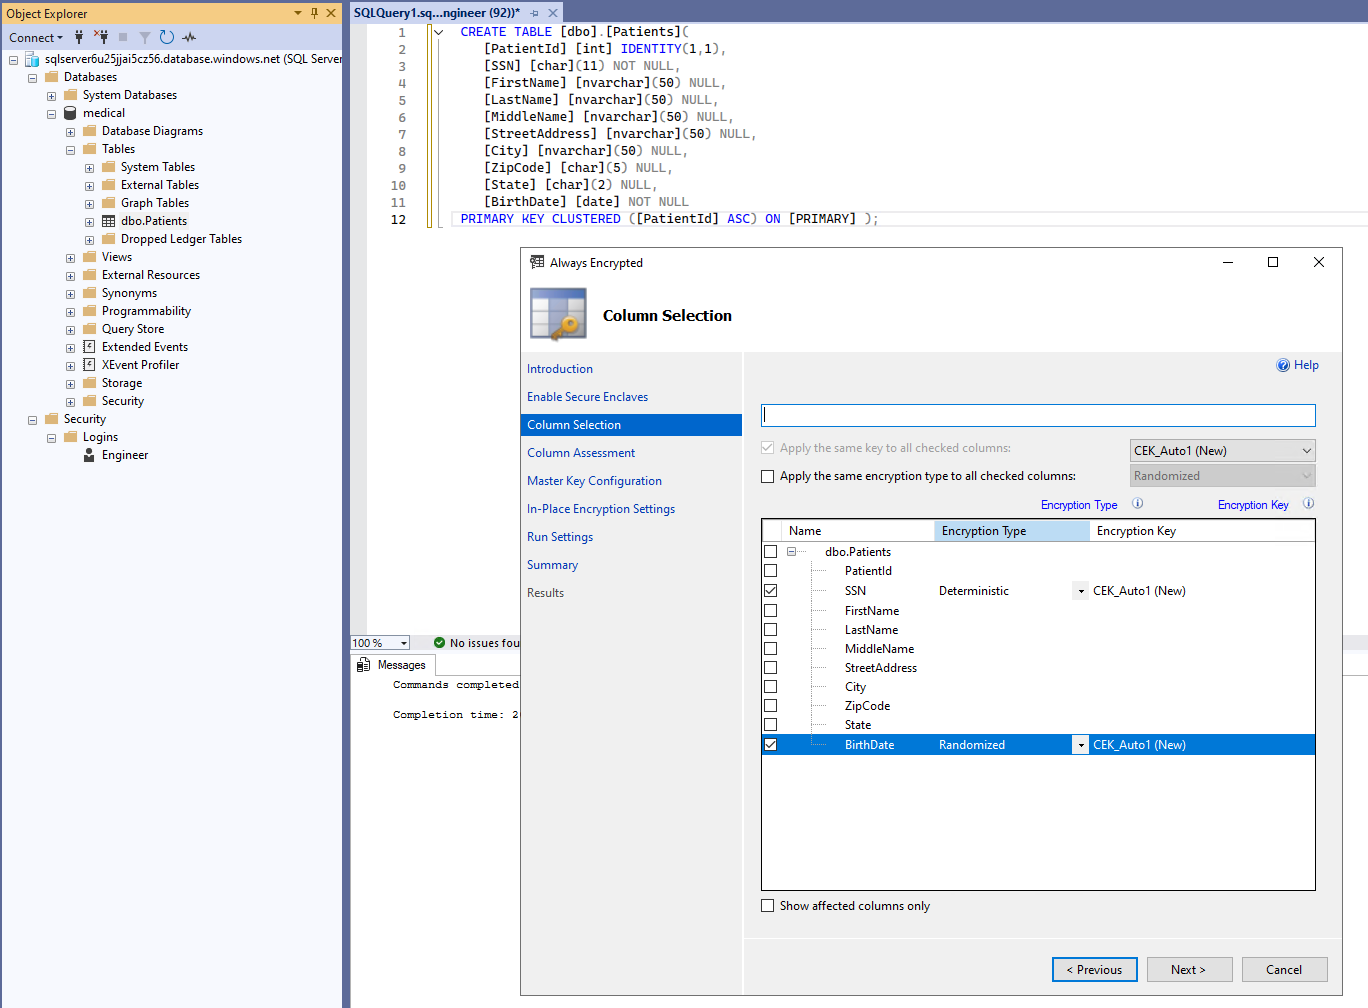 Object Explorer
Connect
sqlserver6u25jjai5cz56.database.windows.net (SQL Server
Databases
System Databases
medical
Database Diagrams
Tables
System Tables
External Tables
Graph Tables
dbo.Patients
Dropped Ledger Tables
Views
External Resources
Synonyms
Programmability
Query Store
Extended Events
XEvent Profiler
Storage
Security
Security
Logins
Engineer
SQLQuery1.sq...ngineer (92))*
1 CREATE TABLE [dbo].[Patients](
2 [PatientId] [int] IDENTITY(1,1),
3 [SSN] [char](11) NOT NULL,
4 [FirstName] [nvarchar](50) NULL,
5 [LastName] [nvarchar](50) NULL,
6 [MiddleName] [nvarchar](50) NULL,
7 [StreetAddress] [nvarchar](50) NULL,
8 [City] [nvarchar](50) NULL,
9 [ZipCode] [char](5) NULL,
10 [State] [char](2) NULL,
11 [BirthDate] [date] NOT NULL
12 PRIMARY KEY CLUSTERED ([PatientId] ASC) ON [PRIMARY] );
100 %
No issues fou
Messages
Commands completed
Completion time: 2
Always Encrypted
Column Selection
Introduction
Enable Secure Enclaves
Column Selection
Column Assessment
Master Key Configuration
In-Place Encryption Settings
Run Settings
Summary
Results
Help
Apply the same key to all checked columns: CEK_Auto1 (New)
Apply the same encryption type to all checked columns: Randomized
Encryption Type Encryption Key
Name Encryption Type Encryption Key
dbo.Patients
PatientId
SSN Deterministic CEK_Auto1 (New)
FirstName
LastName
MiddleName
StreetAddress
City
ZipCode
State
BirthDate Randomized CEK_Auto1 (New)
Show affected columns only
< Previous Next > Cancel